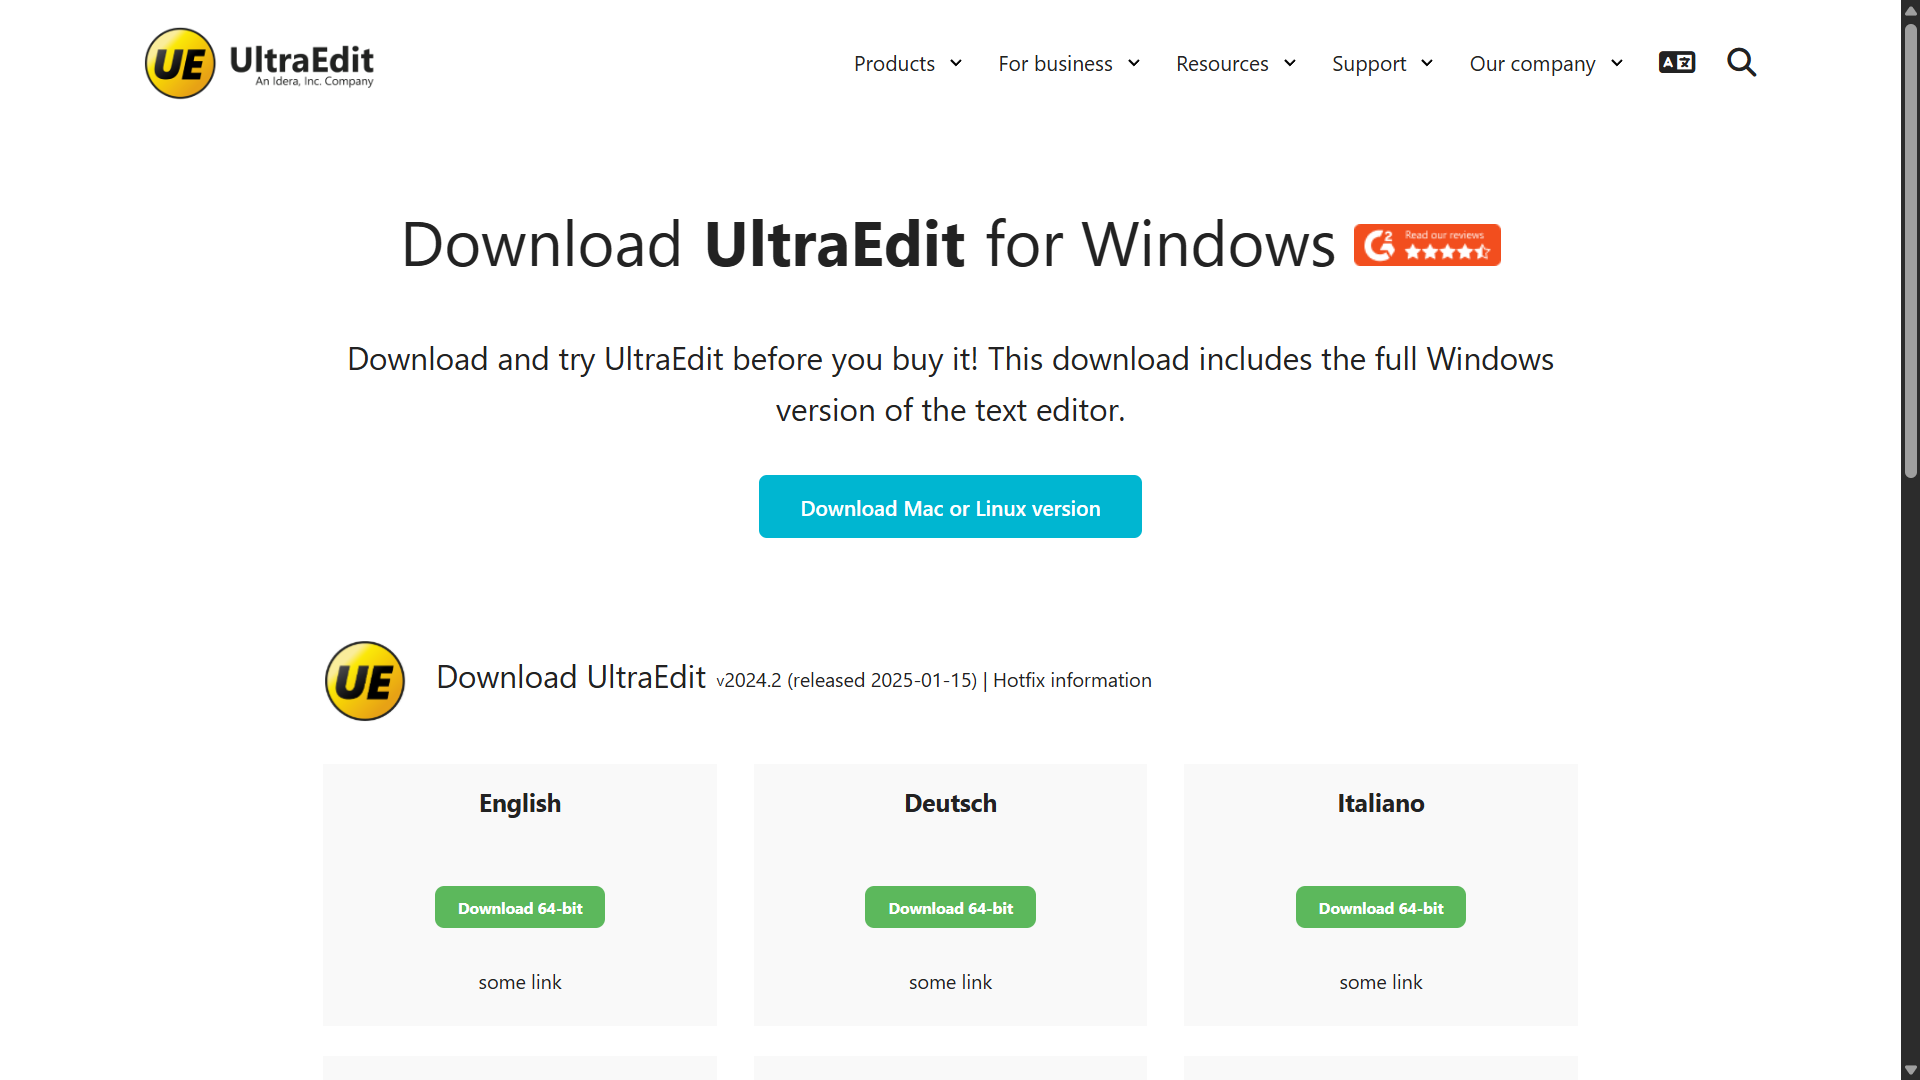 UE UltraEdit
An Idera, Inc. Company
Products For business Resources Support Our company
Download UltraEdit for Windows
G2 Read our reviews
Download and try UltraEdit before you buy it! This download includes the full Windows
version of the text editor.
Download Mac or Linux version
UE Download UltraEdit v2024.2 (released 2025-01-15) | Hotfix information
English
Download 64-bit
some link
Deutsch
Download 64-bit
some link
Italiano
Download 64-bit
some link